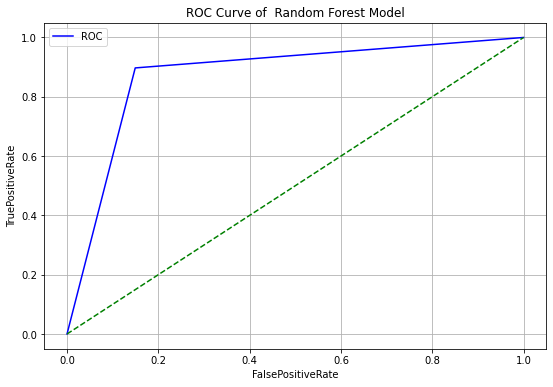 ROC Curve of  Random Forest Model
ROC
TruePositiveRate
1.0
0.8
0.6
0.4
0.2
0.0
0.0 0.2 0.4 0.6 0.8 1.0
FalsePositiveRate